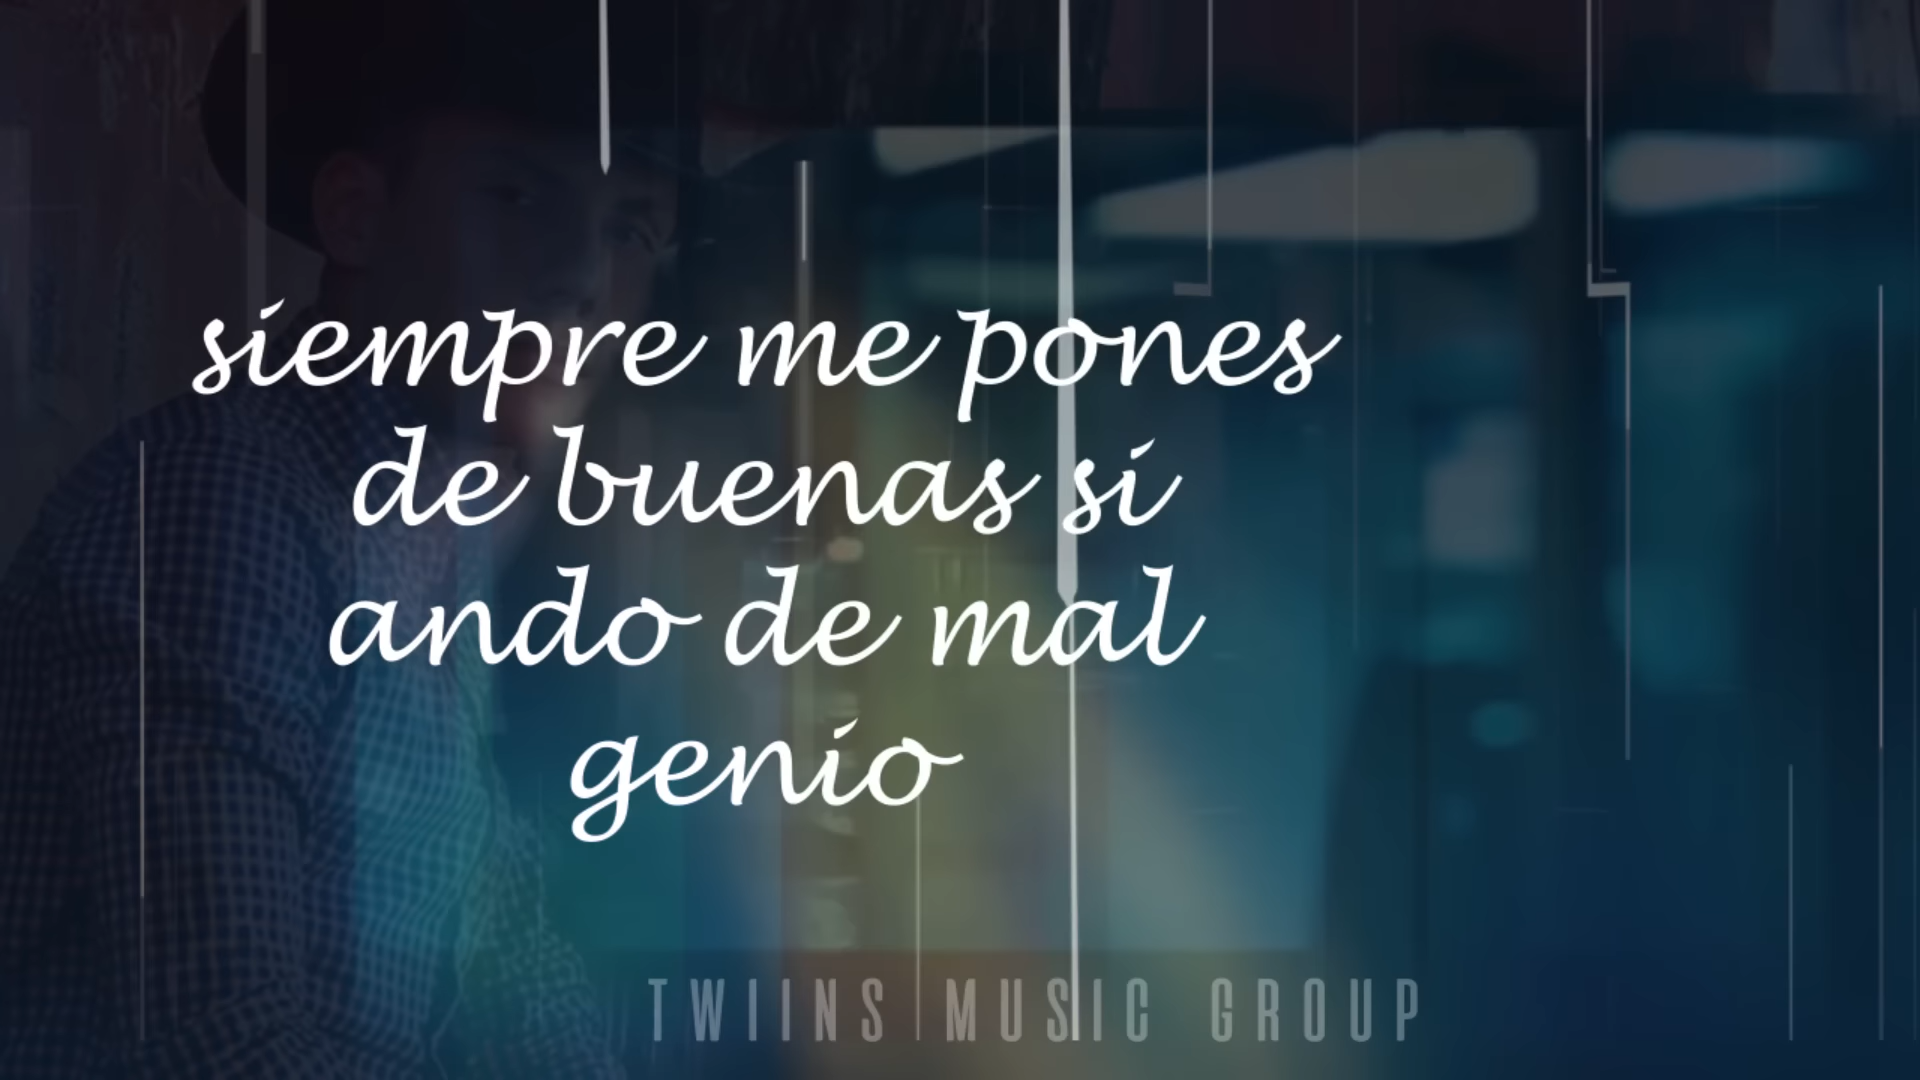 siempre me pones
de buenas si
ando de mal
genio
TWIINS MUSIC GROUP